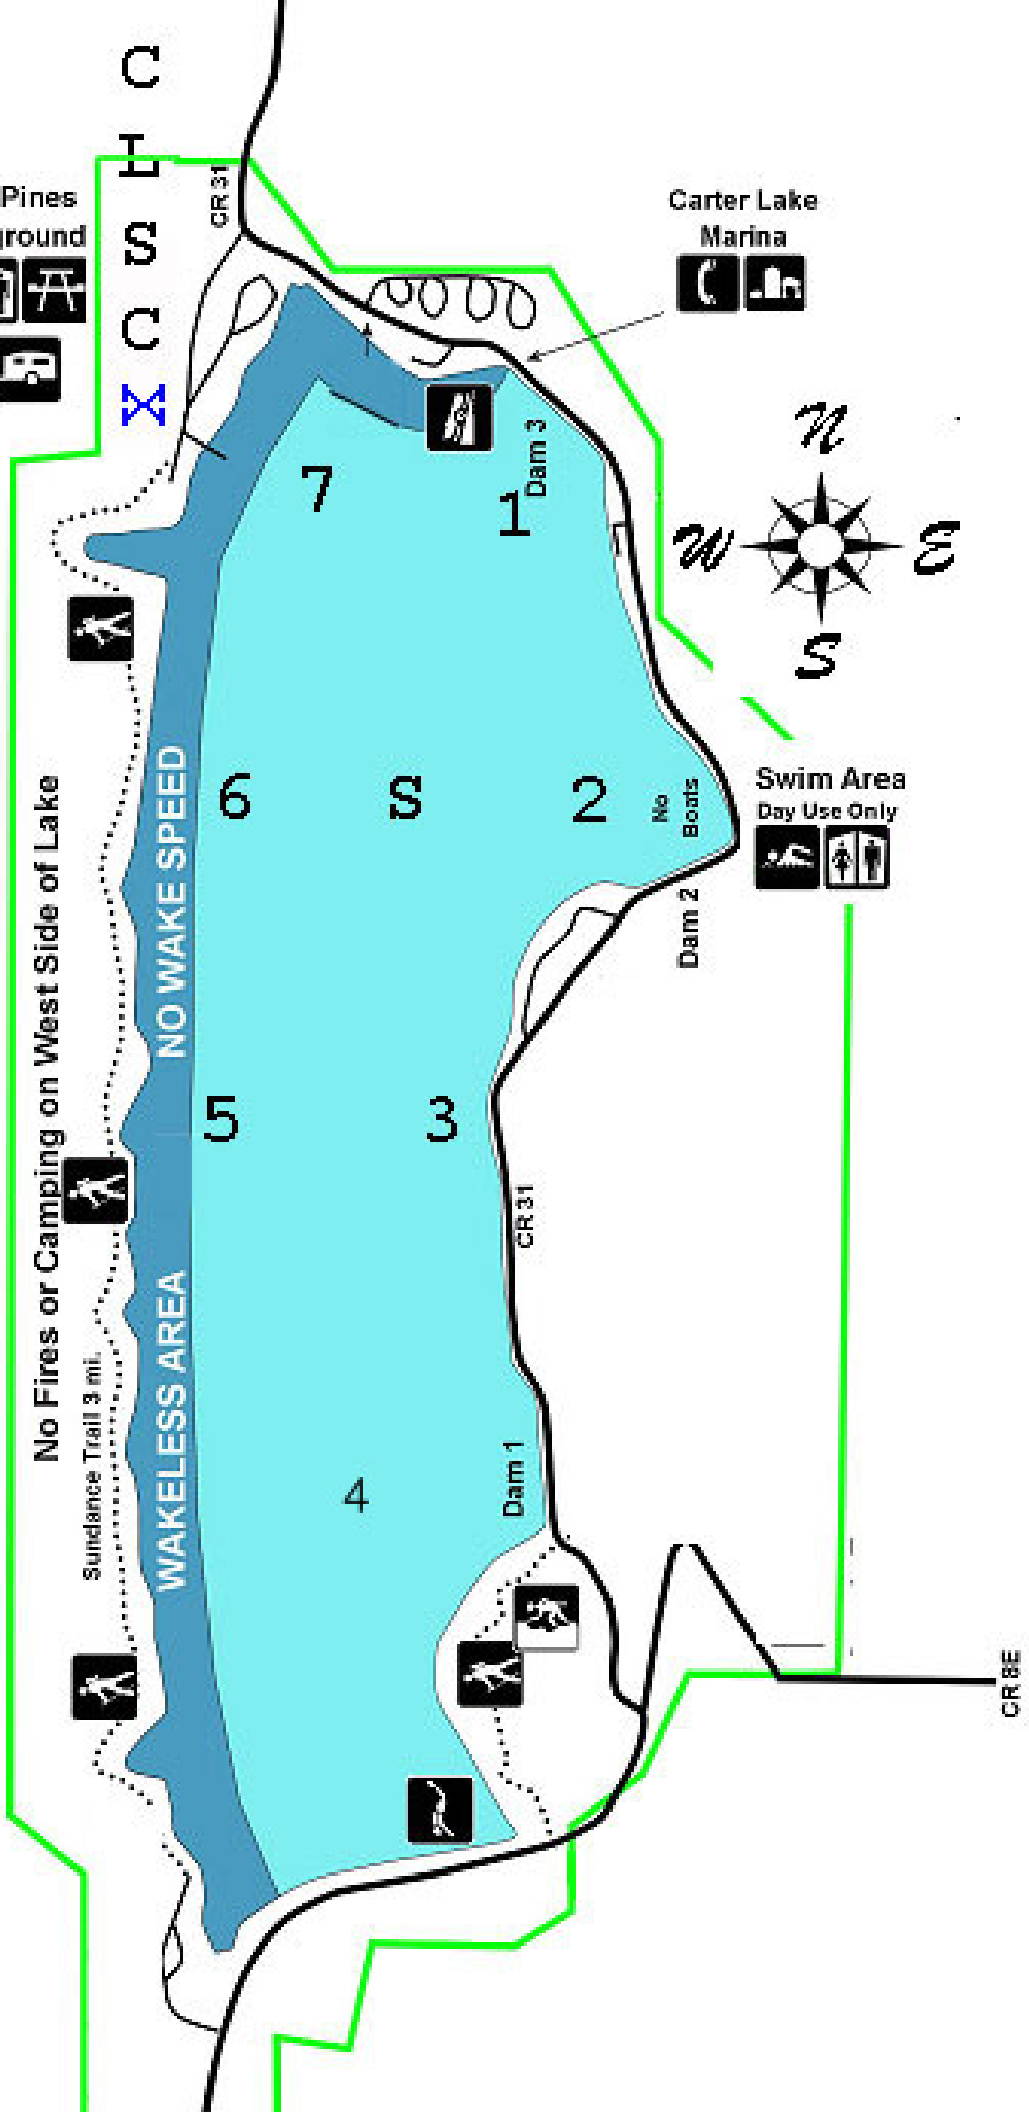 C
L
S
C
X
CR 31
Pines
ground
Carter Lake
Marina
Dam 3
7
1
N
W
E
S
6
S
2
No
Boats
Swim Area
Day Use Only
Dam 2
NO WAKE SPEED
No Fires or Camping on West Side of Lake
5
3
CR 31
WAKELESS AREA
Sundance Trail 3 mi.
4
Dam 1
CR 8E